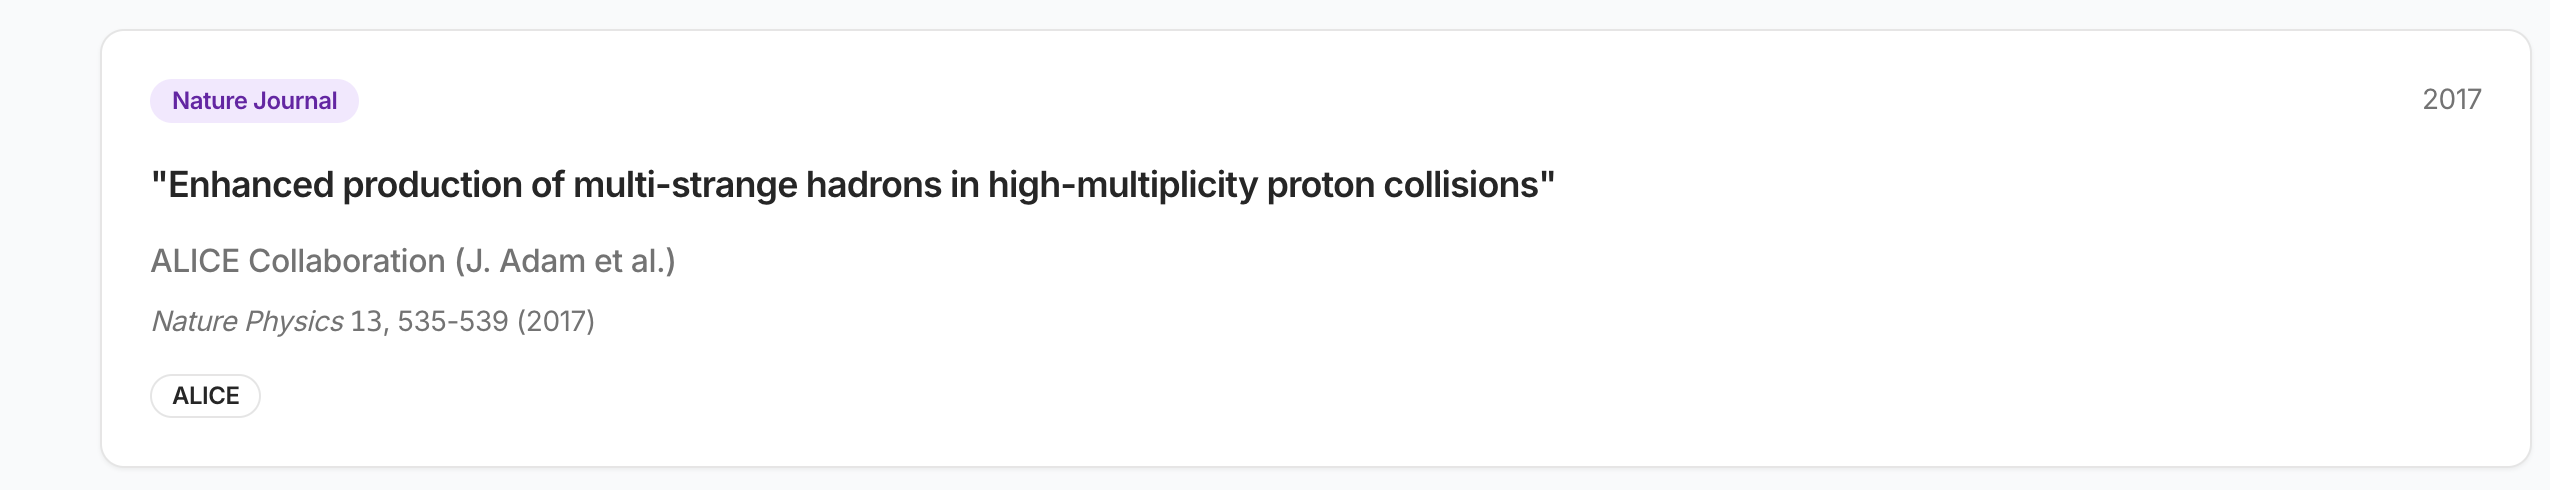 Nature Journal
2017
"Enhanced production of multi-strange hadrons in high-multiplicity proton collisions"
ALICE Collaboration (J. Adam et al.)
Nature Physics 13, 535-539 (2017)
ALICE